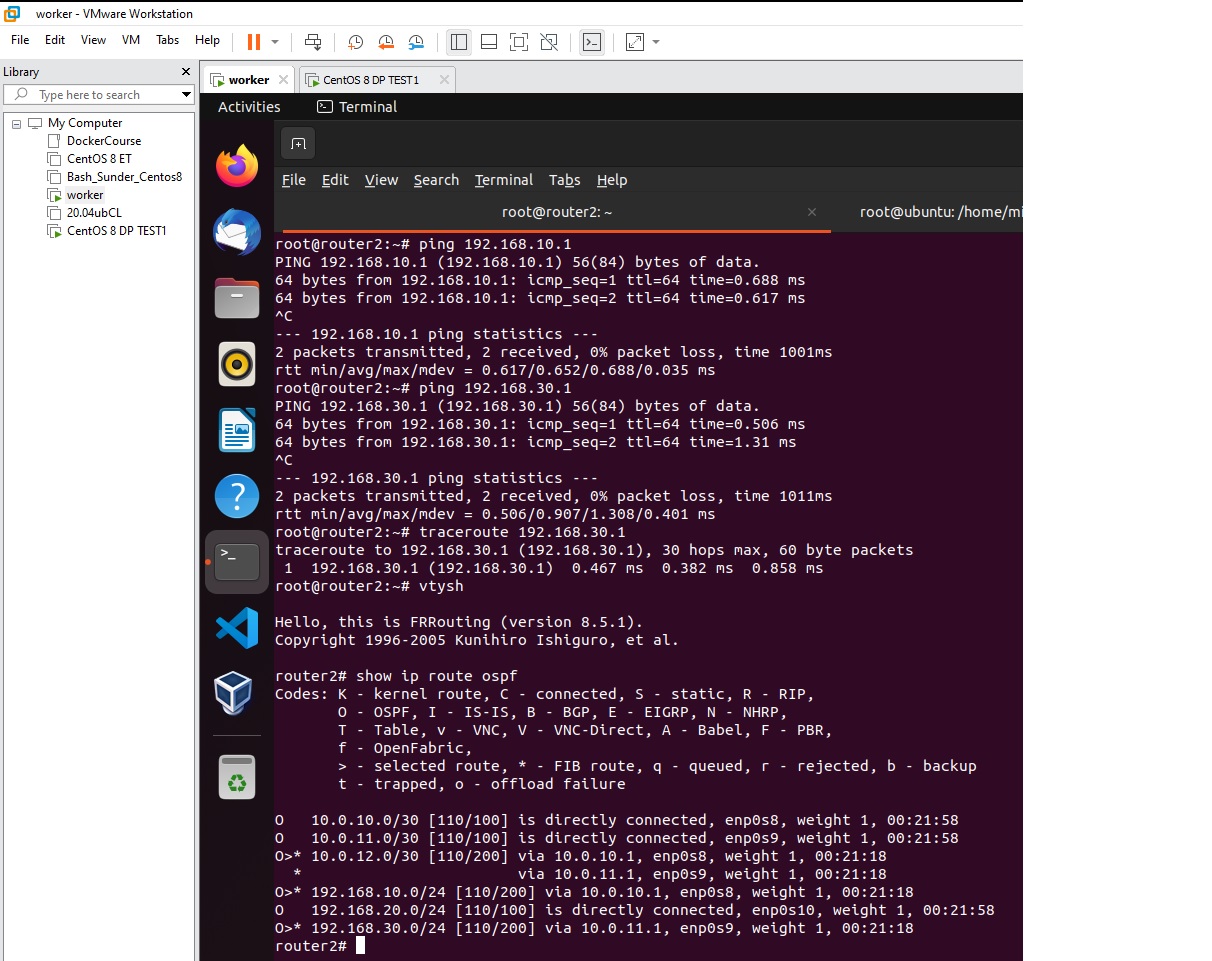 worker - VMware Workstation
File Edit View VM Tabs Help
Library
Type here to search
My Computer
DockerCourse
CentOS 8 ET
Bash_Sunder_Centos8
worker
20.04ubCL
CentOS 8 DP TEST1
worker CentOS 8 DP TEST1
Activities Terminal
File Edit View Search Terminal Tabs Help
root@router2: ~ root@ubuntu: /home/mi
root@router2:~# ping 192.168.10.1
PING 192.168.10.1 (192.168.10.1) 56(84) bytes of data.
64 bytes from 192.168.10.1: icmp_seq=1 ttl=64 time=0.688 ms
64 bytes from 192.168.10.1: icmp_seq=2 ttl=64 time=0.617 ms
^C
--- 192.168.10.1 ping statistics ---
2 packets transmitted, 2 received, 0% packet loss, time 1001ms
rtt min/avg/max/mdev = 0.617/0.652/0.688/0.035 ms
root@router2:~# ping 192.168.30.1
PING 192.168.30.1 (192.168.30.1) 56(84) bytes of data.
64 bytes from 192.168.30.1: icmp_seq=1 ttl=64 time=0.506 ms
64 bytes from 192.168.30.1: icmp_seq=2 ttl=64 time=1.31 ms
^C
--- 192.168.30.1 ping statistics ---
2 packets transmitted, 2 received, 0% packet loss, time 1011ms
rtt min/avg/max/mdev = 0.506/0.907/1.308/0.401 ms
root@router2:~# traceroute 192.168.30.1
traceroute to 192.168.30.1 (192.168.30.1), 30 hops max, 60 byte packets
 1  192.168.30.1 (192.168.30.1)  0.467 ms  0.382 ms  0.858 ms
root@router2:~# vtysh
Hello, this is FRRouting (version 8.5.1).
Copyright 1996-2005 Kunihiro Ishiguro, et al.
router2# show ip route ospf
Codes: K - kernel route, C - connected, S - static, R - RIP,
       O - OSPF, I - IS-IS, B - BGP, E - EIGRP, N - NHRP,
       T - Table, v - VNC, V - VNC-Direct, A - Babel, F - PBR,
       f - OpenFabric,
       > - selected route, * - FIB route, q - queued, r - rejected, b - backup
       t - trapped, o - offload failure
O   10.0.10.0/30 [110/100] is directly connected, enp0s8, weight 1, 00:21:58
O   10.0.11.0/30 [110/100] is directly connected, enp0s9, weight 1, 00:21:58
O>* 10.0.12.0/30 [110/200] via 10.0.10.1, enp0s8, weight 1, 00:21:18
  *                        via 10.0.11.1, enp0s9, weight 1, 00:21:18
O>* 192.168.10.0/24 [110/200] via 10.0.10.1, enp0s8, weight 1, 00:21:18
O   192.168.20.0/24 [110/100] is directly connected, enp0s10, weight 1, 00:21:58
O>* 192.168.30.0/24 [110/200] via 10.0.11.1, enp0s9, weight 1, 00:21:18
router2#